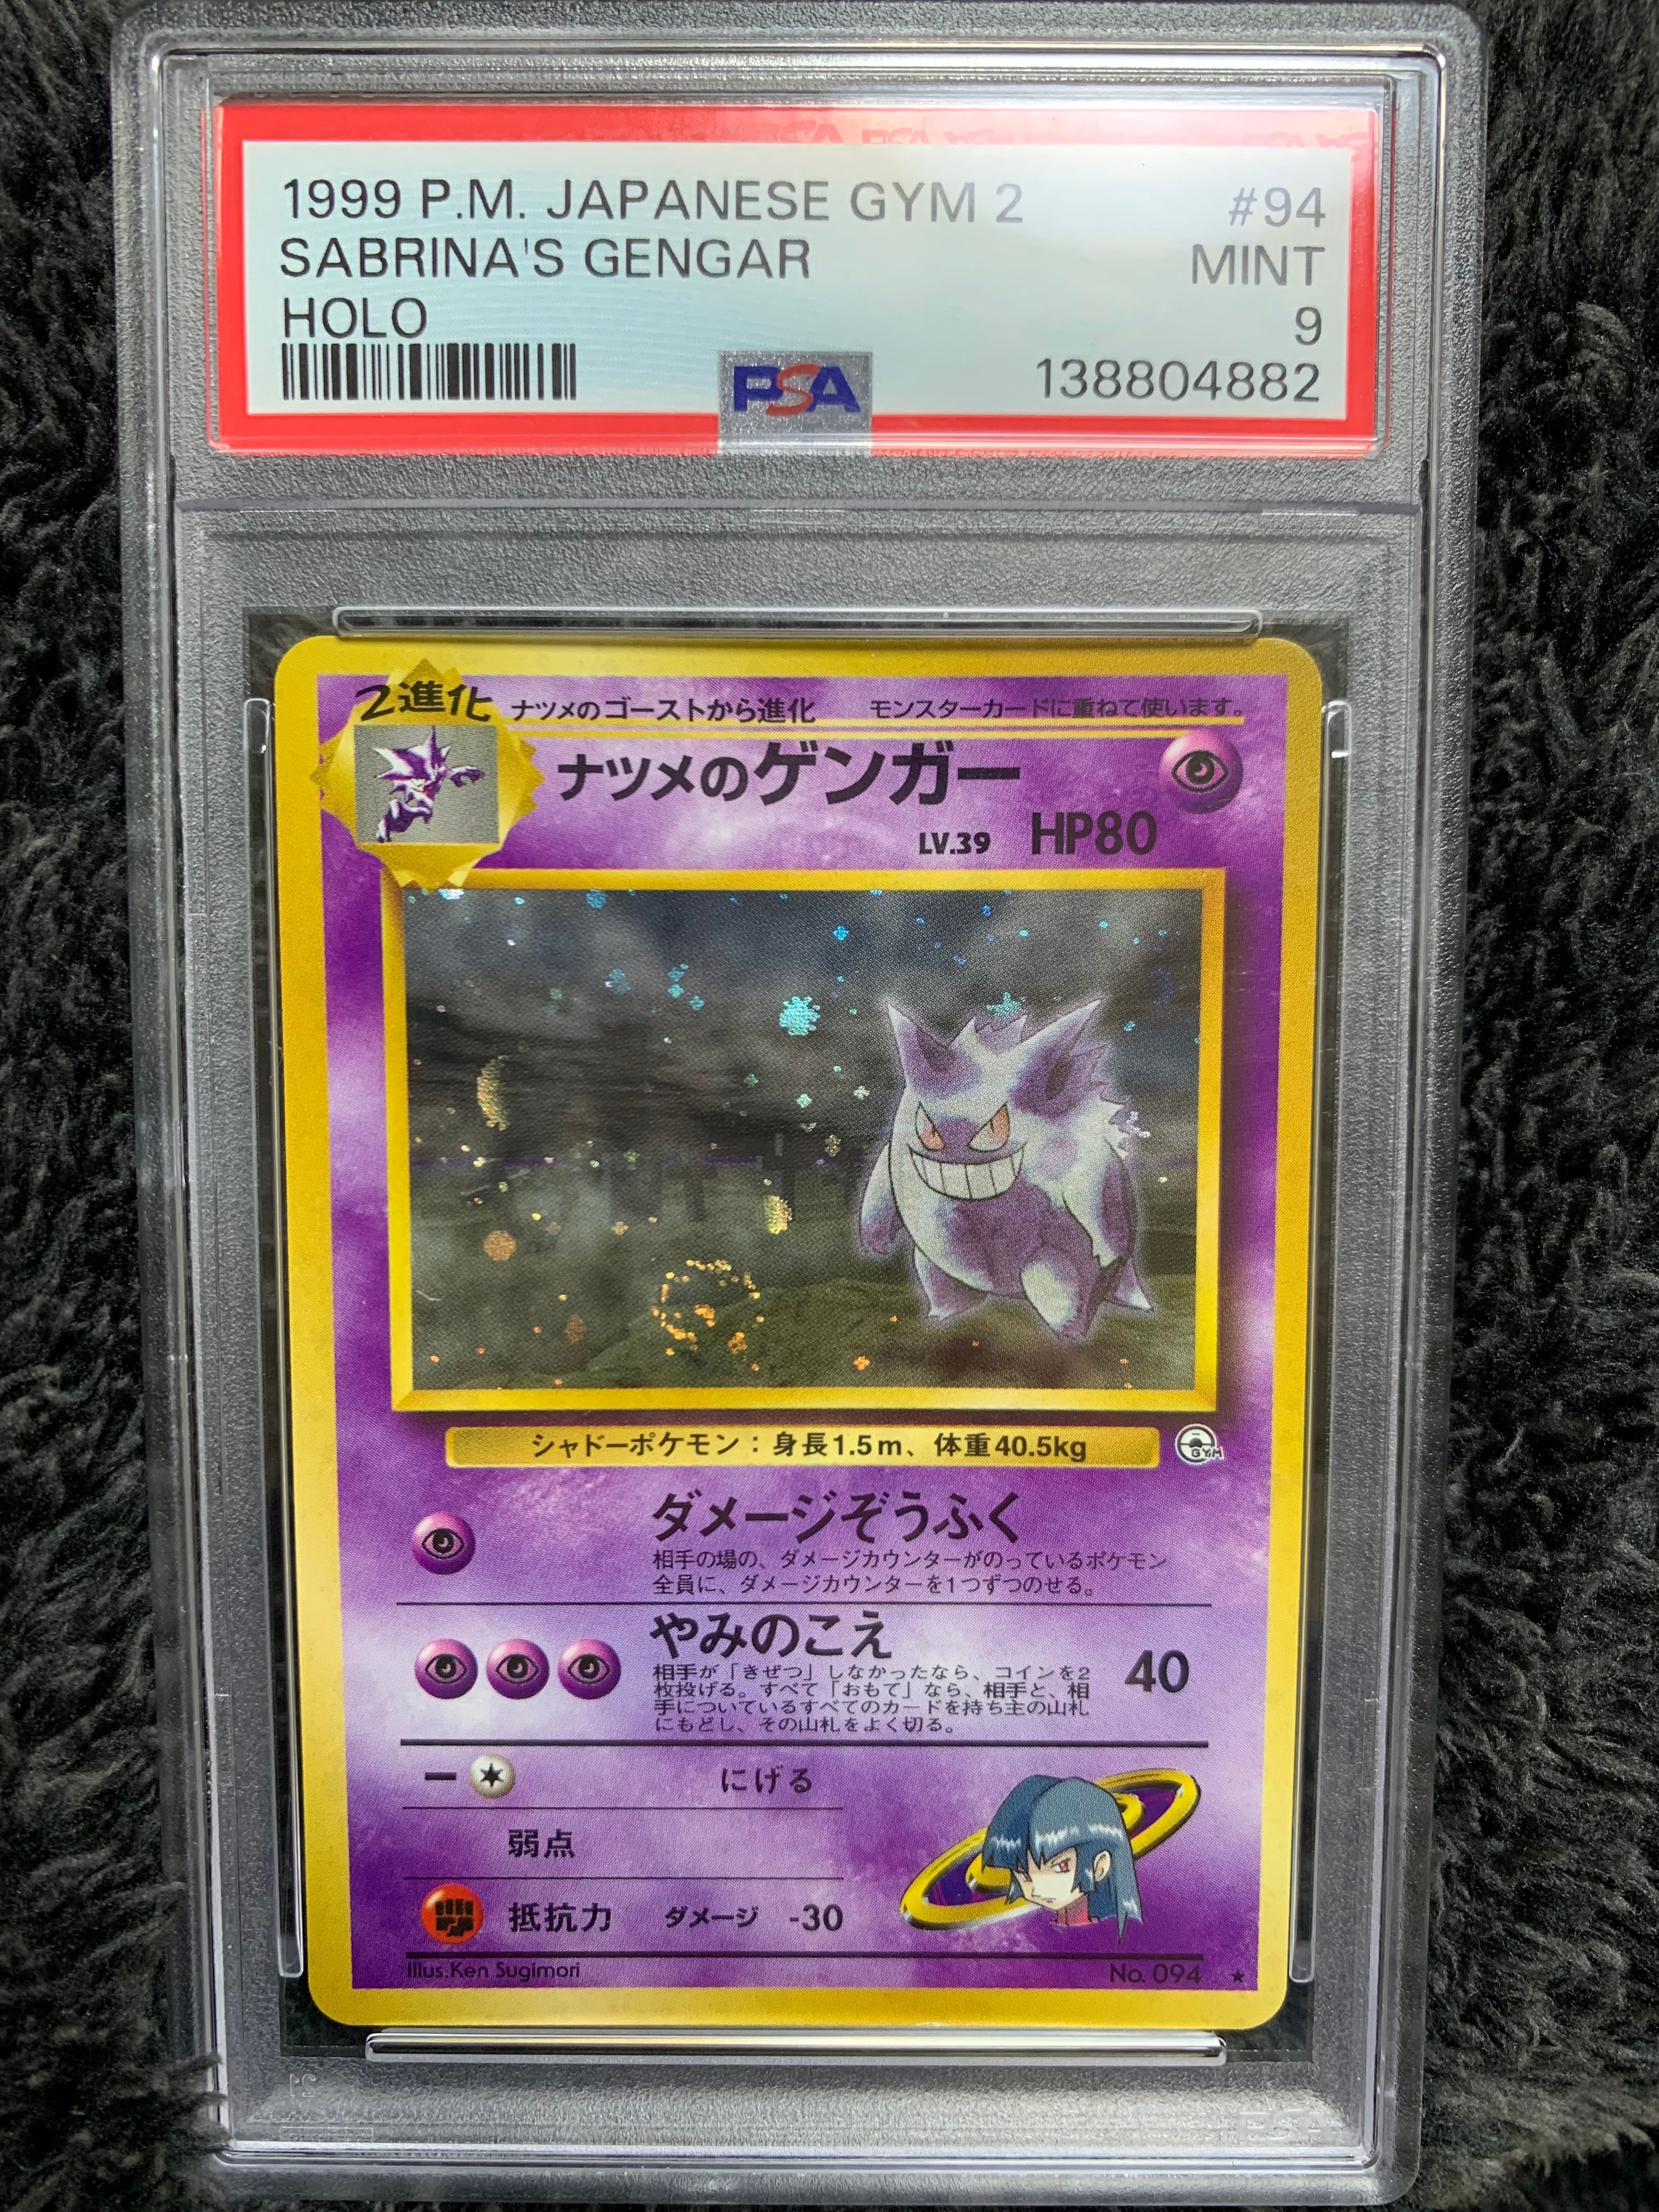 1999 P.M. JAPANESE GYM 2 #94
SABRINA'S GENGAR MINT
HOLO 9
PSA 138804882
2進化 ナツメのゴーストから進化 モンスターカードに重ねて使います。
ナツメのゲンガー
LV.39 HP80
シャドーポケモン：身長1.5m、体重40.5kg
GYM
ダメージぞうふく
相手の場の、ダメージカウンターがのっているポケモン
全員に、ダメージカウンターを1つずつのせる。
やみのこえ 40
相手が「きぜつ」しなかったなら、コインを2
枚投げる。すべて「おもて」なら、相手と、相
手についているすべてのカードを持ち主の山札
にもどし、その山札をよく切る。
にげる
弱点
抵抗力 ダメージ -30
Illus.Ken Sugimori No. 094 ★